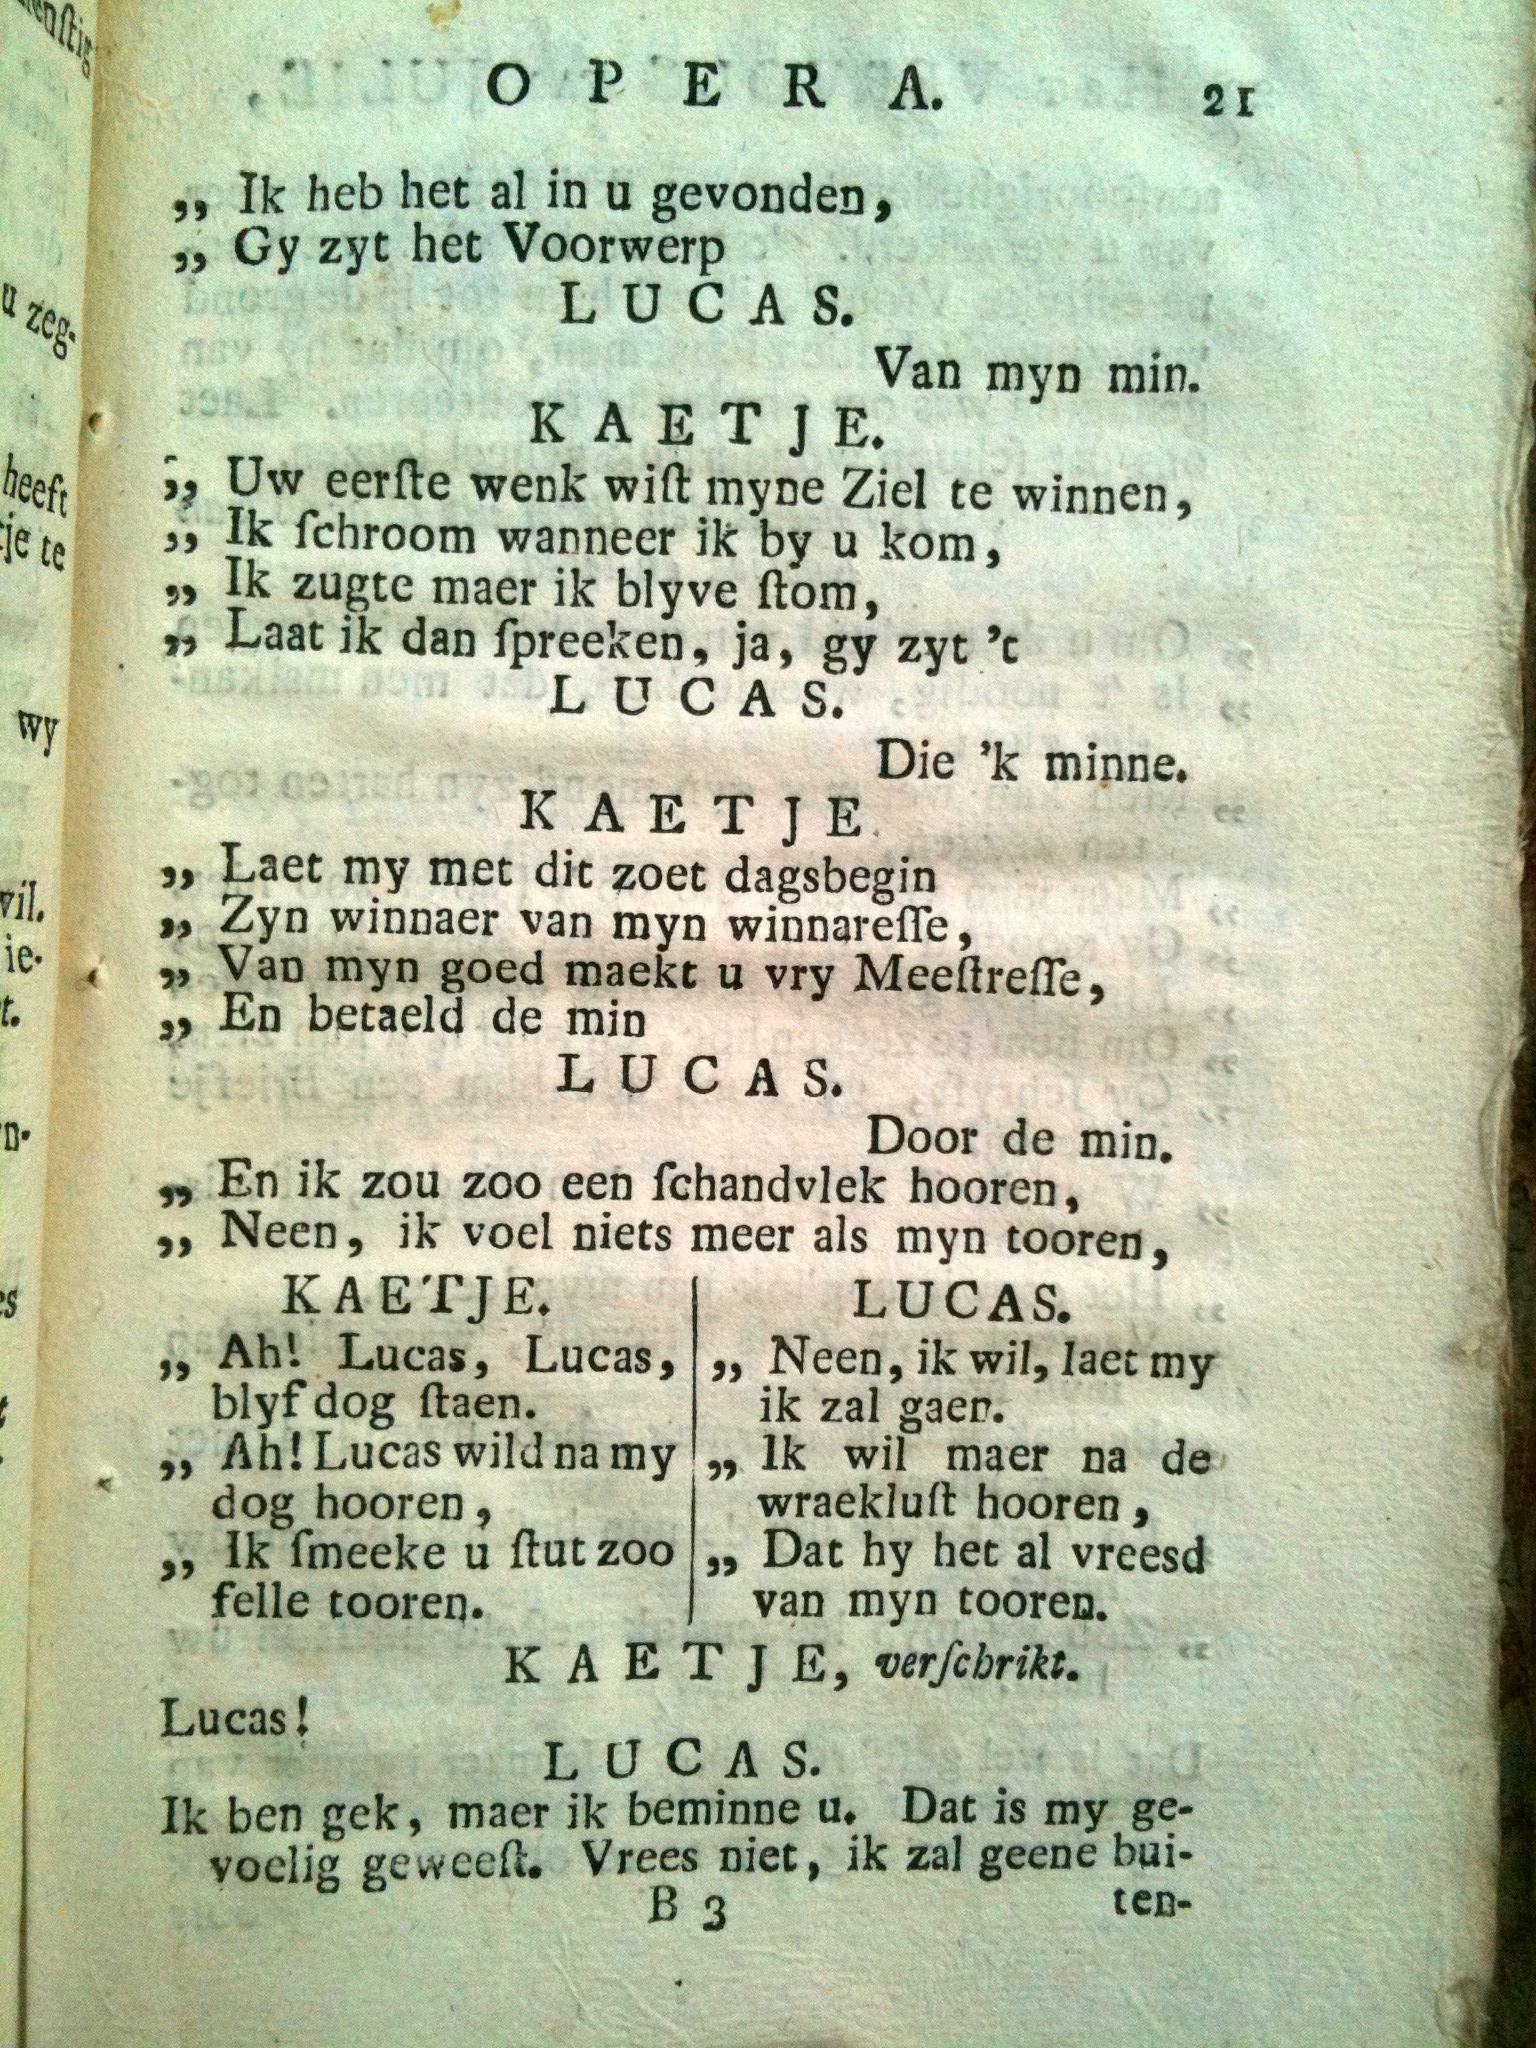 OPERA. 21
„ Ik heb het al in u gevonden,
„ Gy zyt het Voorwerp
LUCAS.
Van myn min.
KAETJE.
„ Uw eerſte wenk wiſt myne Ziel te winnen,
„ Ik ſchroom wanneer ik by u kom,
„ Ik zugte maer ik blyve ſtom,
„ Laat ik dan ſpreeken, ja, gy zyt 't
LUCAS.
Die 'k minne.
KAETJE.
„ Laet my met dit zoet dagsbegin
„ Zyn winnaer van myn winnareſſe,
„ Van myn goed maekt u vry Meeſtreſſe,
„ En betaeld de min
LUCAS.
Door de min.
„ En ik zou zoo een ſchandvlek hooren,
„ Neen, ik voel niets meer als myn tooren,
KAETJE.
„ Ah! Lucas, Lucas,
blyf dog ſtaen.
„ Ah! Lucas wild na my
dog hooren,
„ Ik ſmeeke u ſtut zoo
felle tooren.
LUCAS.
„ Neen, ik wil, laet my
ik zal gaen.
„ Ik wil maer na de
wraekluſt hooren,
„ Dat hy het al vreesd
van myn tooren.
KAETJE, verſchrikt.
Lucas!
LUCAS.
Ik ben gek, maer ik beminne u. Dat is my ge-
voelig geweeſt. Vrees niet, ik zal geene bui-
B 3 ten-